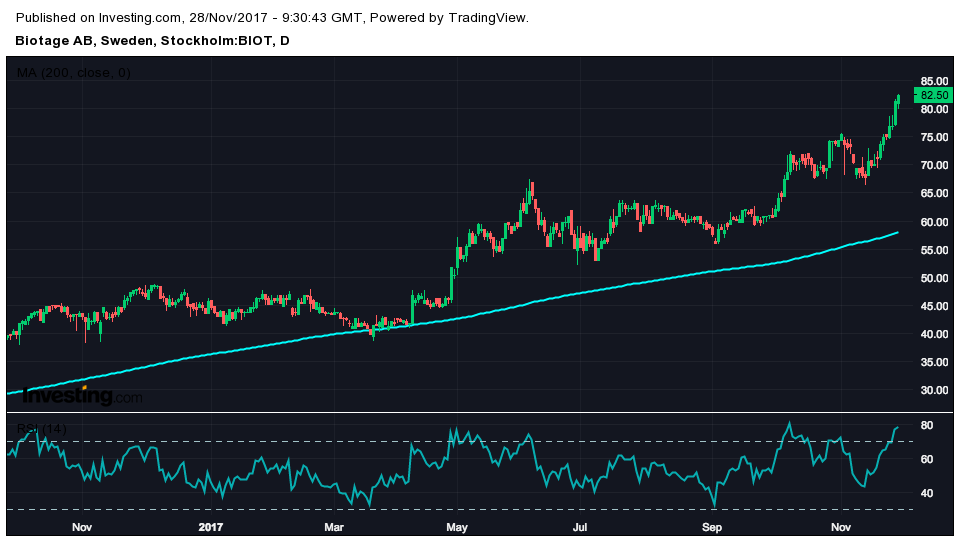 Published on Investing.com, 28/Nov/2017 - 9:30:43 GMT, Powered by TradingView.
Biotage AB, Sweden, Stockholm:BIOT, D
MA (200, close, 0)
85.00
82.50
80.00
75.00
70.00
65.00
60.00
55.00
50.00
45.00
40.00
35.00
30.00
Investing.com
RSI (14)
80
60
40
Nov 2017 Mar May Jul Sep Nov